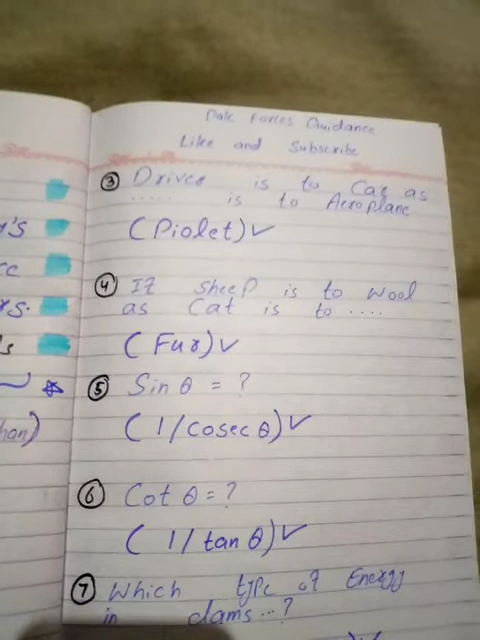 Pak Forces Guidance
Like and Subscribe
③ Driver is to Car as
..... is to Aeroplane
(Piolet) ✓
④ If sheep is to wool
as Cat is to ....
(Fur) ✓
⑤ Sin θ = ?
(1/cosec θ) ✓
⑥ Cot θ = ?
(1/tan θ) ✓
⑦ Which type of Energy
in dams...?